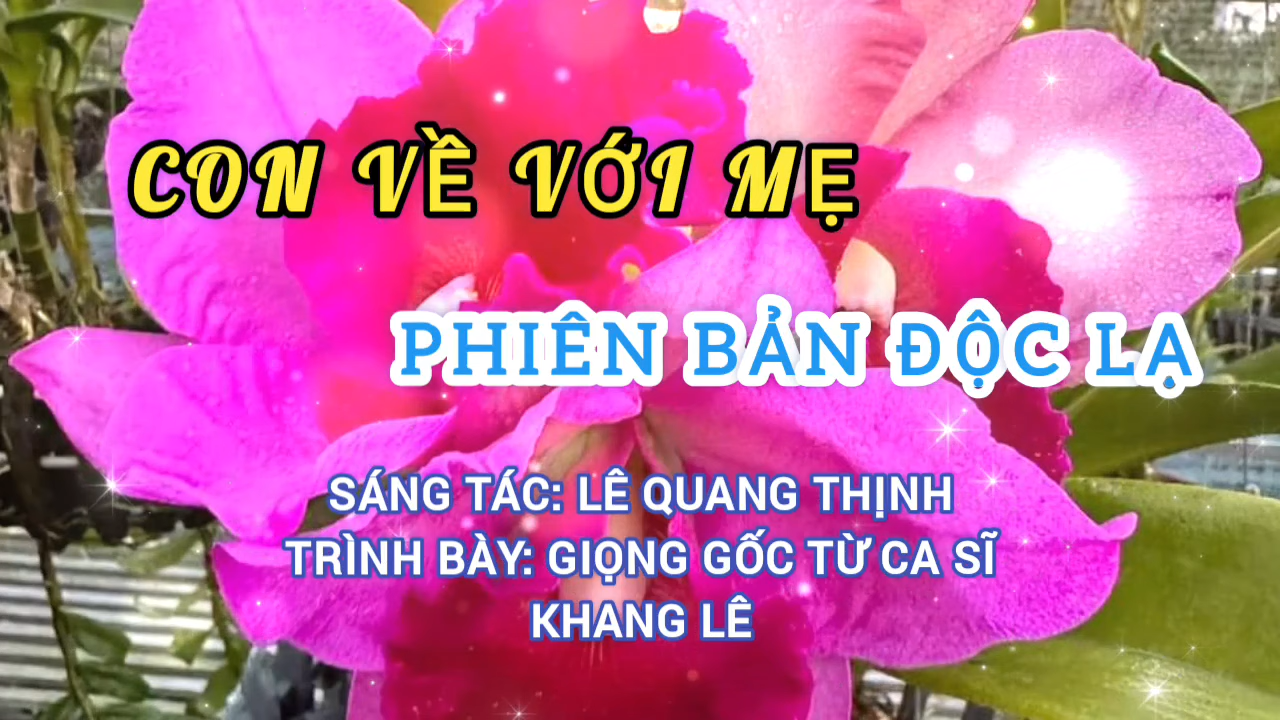 CON VỀ VỚI MẸ
PHIÊN BẢN ĐỘC LẠ
SÁNG TÁC: LÊ QUANG THỊNH
TRÌNH BÀY: GIỌNG GỐC TỪ CA SĨ
KHANG LÊ